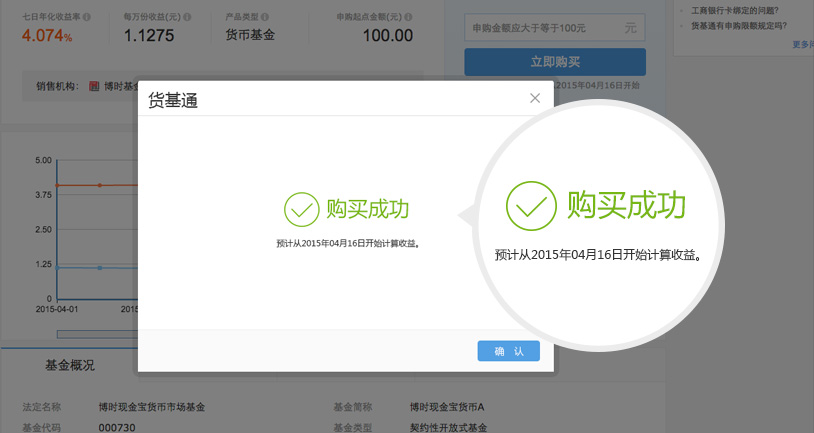 七日年化收益率 每万份收益(元) 产品类型 申购起点金额(元)
4.074% 1.1275 货币基金 100.00
申购金额应大于等于100元 元
立即购买
2015年04月16日开始
工商银行卡绑定的问题?
货基通有申购限额规定吗?
更多问
销售机构: 博时基金
货基通
购买成功
预计从2015年04月16日开始计算收益。
购买成功
预计从2015年04月16日开始计算收益。
确 认
5.00
3.75
2.50
1.25
0
2015-04-01 2015
基金概况
法定名称 博时现金宝货币市场基金 基金简称 博时现金宝货币A
基金代码 000730 基金类型 契约性开放式基金